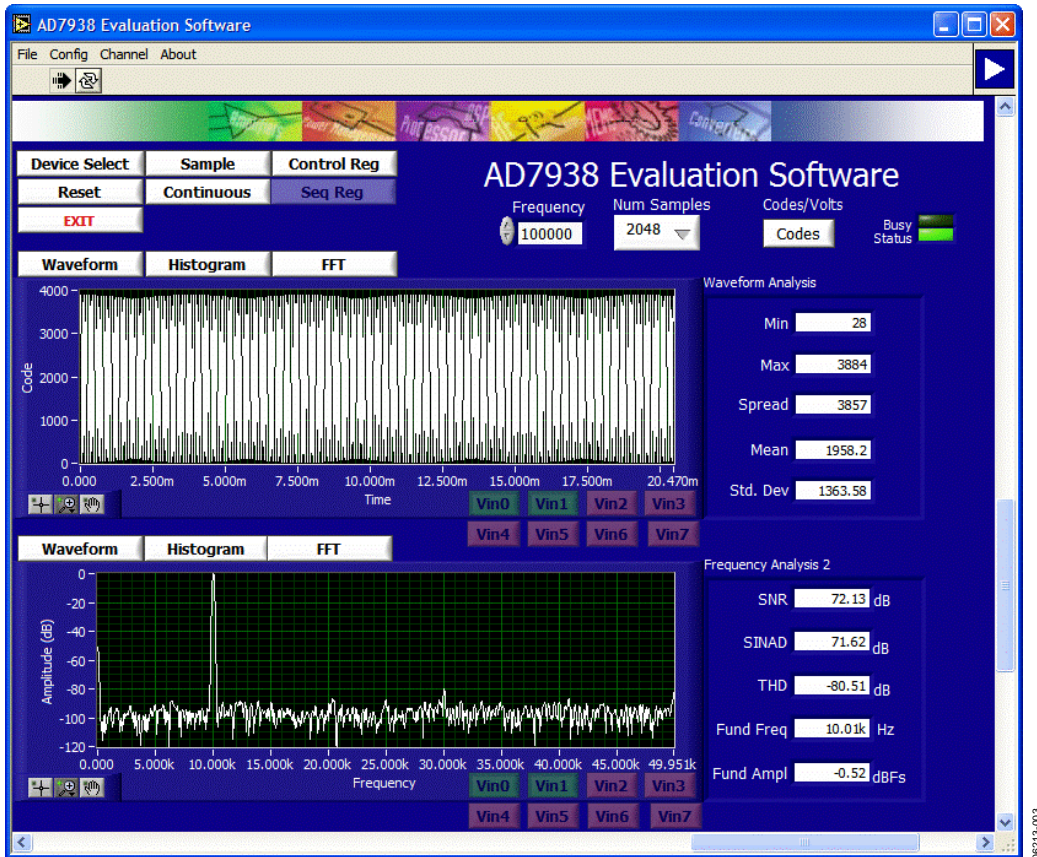 AD7938 Evaluation Software
File Config Channel About
Amplifiers Power Management Processors DSP MEMS Converters
Device Select Sample Control Reg
Reset Continuous Seq Reg
EXIT
AD7938 Evaluation Software
Frequency Num Samples Codes/Volts
100000 2048 Codes
Busy
Status
Waveform Histogram FFT
Waveform Analysis
4000
3000
2000
1000
0
Code
0.000 2.500m 5.000m 7.500m 10.000m 12.500m 15.000m 17.500m 20.470m
Time
Vin0 Vin1 Vin2 Vin3
Vin4 Vin5 Vin6 Vin7
Min 28
Max 3884
Spread 3857
Mean 1958.2
Std. Dev 1363.58
Waveform Histogram FFT
Frequency Analysis 2
0
-20
-40
-60
-80
-100
-120
Amplitude (dB)
0.000 5.000k 10.000k 15.000k 20.000k 25.000k 30.000k 35.000k 40.000k 45.000k 49.951k
Frequency
Vin0 Vin1 Vin2 Vin3
Vin4 Vin5 Vin6 Vin7
SNR 72.13 dB
SINAD 71.62 dB
THD -80.51 dB
Fund Freq 10.01k Hz
Fund Ampl -0.52 dBFs